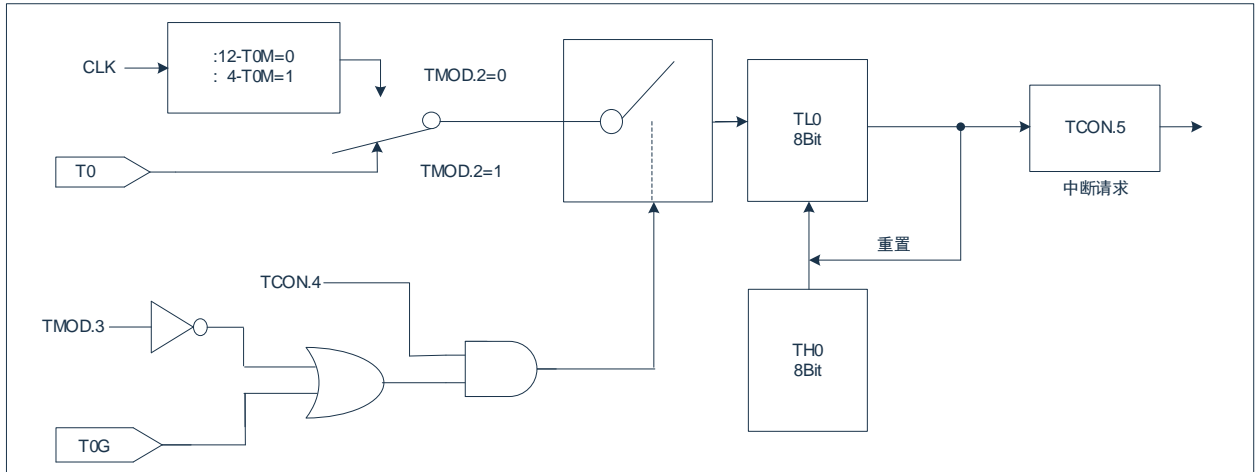 :12-T0M=0
: 4-T0M=1
CLK
TMOD.2=0
TMOD.2=1
T0
TL0
8Bit
TCON.5
中断请求
重置
TCON.4
TMOD.3
TH0
8Bit
T0G